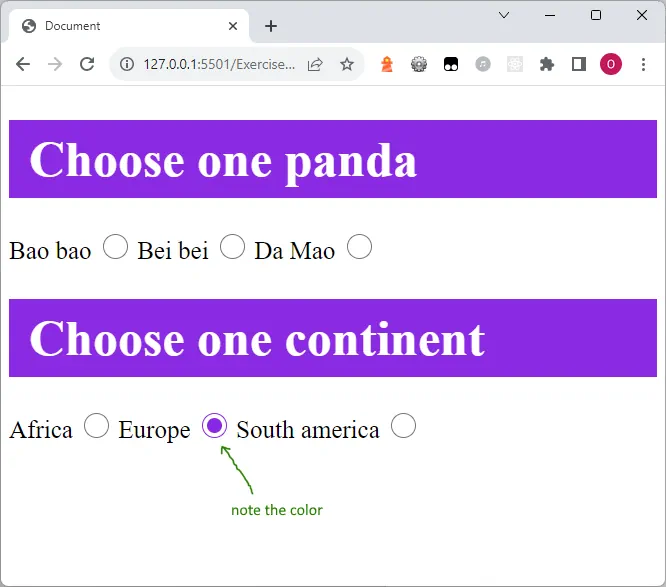 Document
127.0.0.1:5501/Exercise...
O
Choose one panda
Bao bao Bei bei Da Mao
Choose one continent
Africa Europe South america
note the color